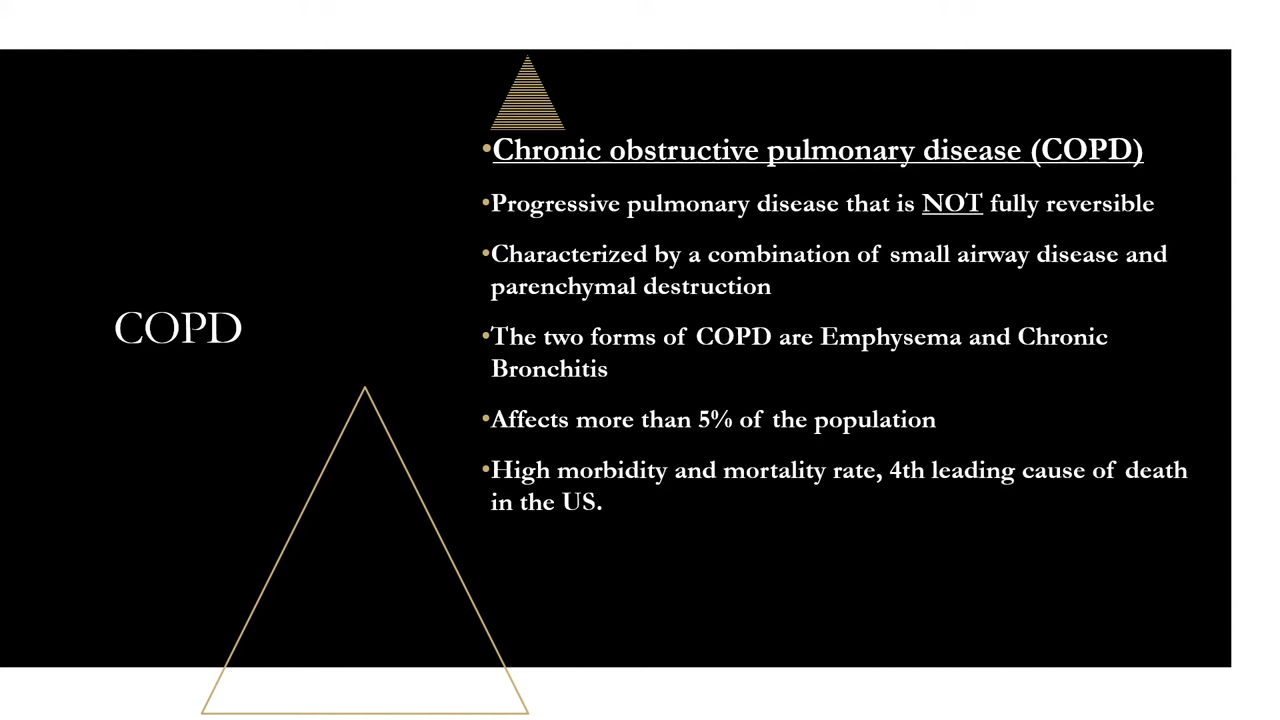 COPD
•Chronic obstructive pulmonary disease (COPD)
•Progressive pulmonary disease that is NOT fully reversible
•Characterized by a combination of small airway disease and
parenchymal destruction
•The two forms of COPD are Emphysema and Chronic
Bronchitis
•Affects more than 5% of the population
•High morbidity and mortality rate, 4th leading cause of death
in the US.